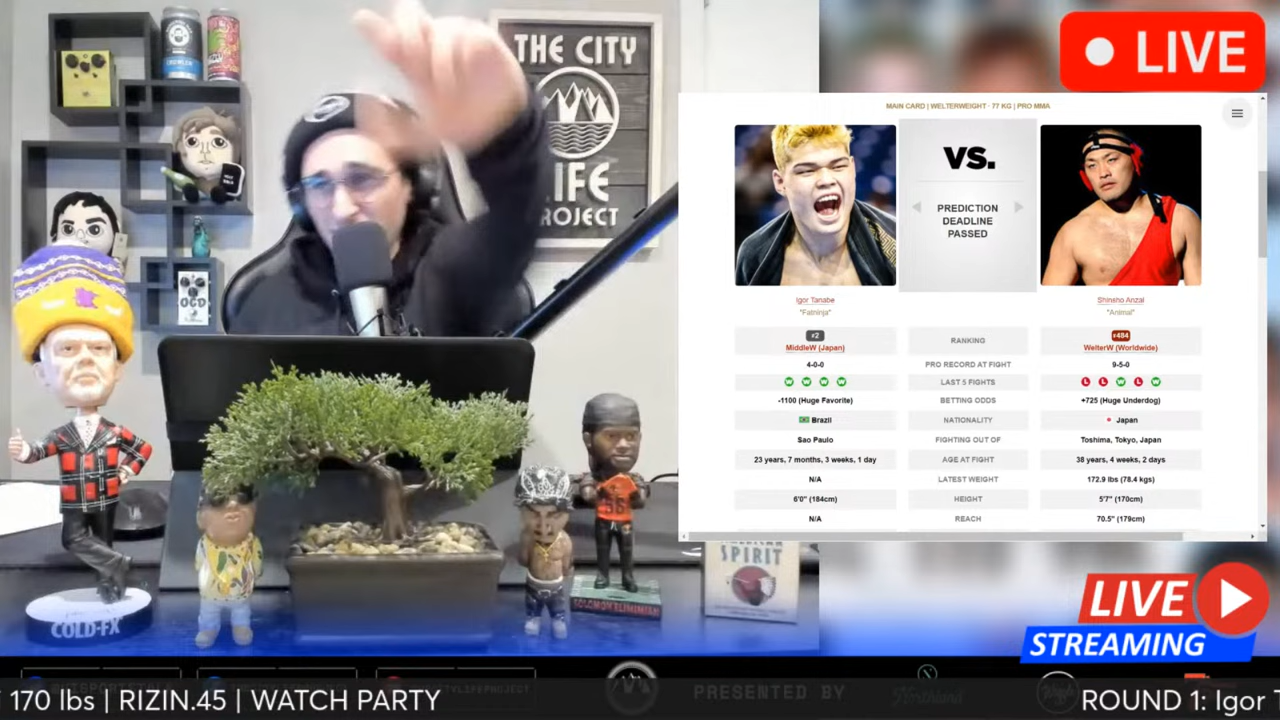 THE CITY
LIFE
PROJECT
OCD
COLD-FX
SOLOMON ELIMIMIAN
SPIRIT
LIVE
MAIN CARD | WELTERWEIGHT · 77 KG | PRO MMA
VS.
PREDICTION
DEADLINE
PASSED
Igor Tanabe
"Fatninja"
Shinsho Anzai
"Animal"
#2
MiddleW (Japan)
RANKING
#484
WelterW (Worldwide)
4-0-0
PRO RECORD AT FIGHT
9-5-0
W W W W
LAST 5 FIGHTS
L L W L W
-1100 (Huge Favorite)
BETTING ODDS
+725 (Huge Underdog)
Brazil
NATIONALITY
Japan
Sao Paulo
FIGHTING OUT OF
Toshima, Tokyo, Japan
23 years, 7 months, 3 weeks, 1 day
AGE AT FIGHT
38 years, 4 weeks, 2 days
N/A
LATEST WEIGHT
172.9 lbs (78.4 kgs)
6'0" (184cm)
HEIGHT
5'7" (170cm)
N/A
REACH
70.5" (179cm)
LIVE
STREAMING
PRESENTED BY
Northland
170 lbs | RIZIN.45 | WATCH PARTY
ROUND 1: Igor T